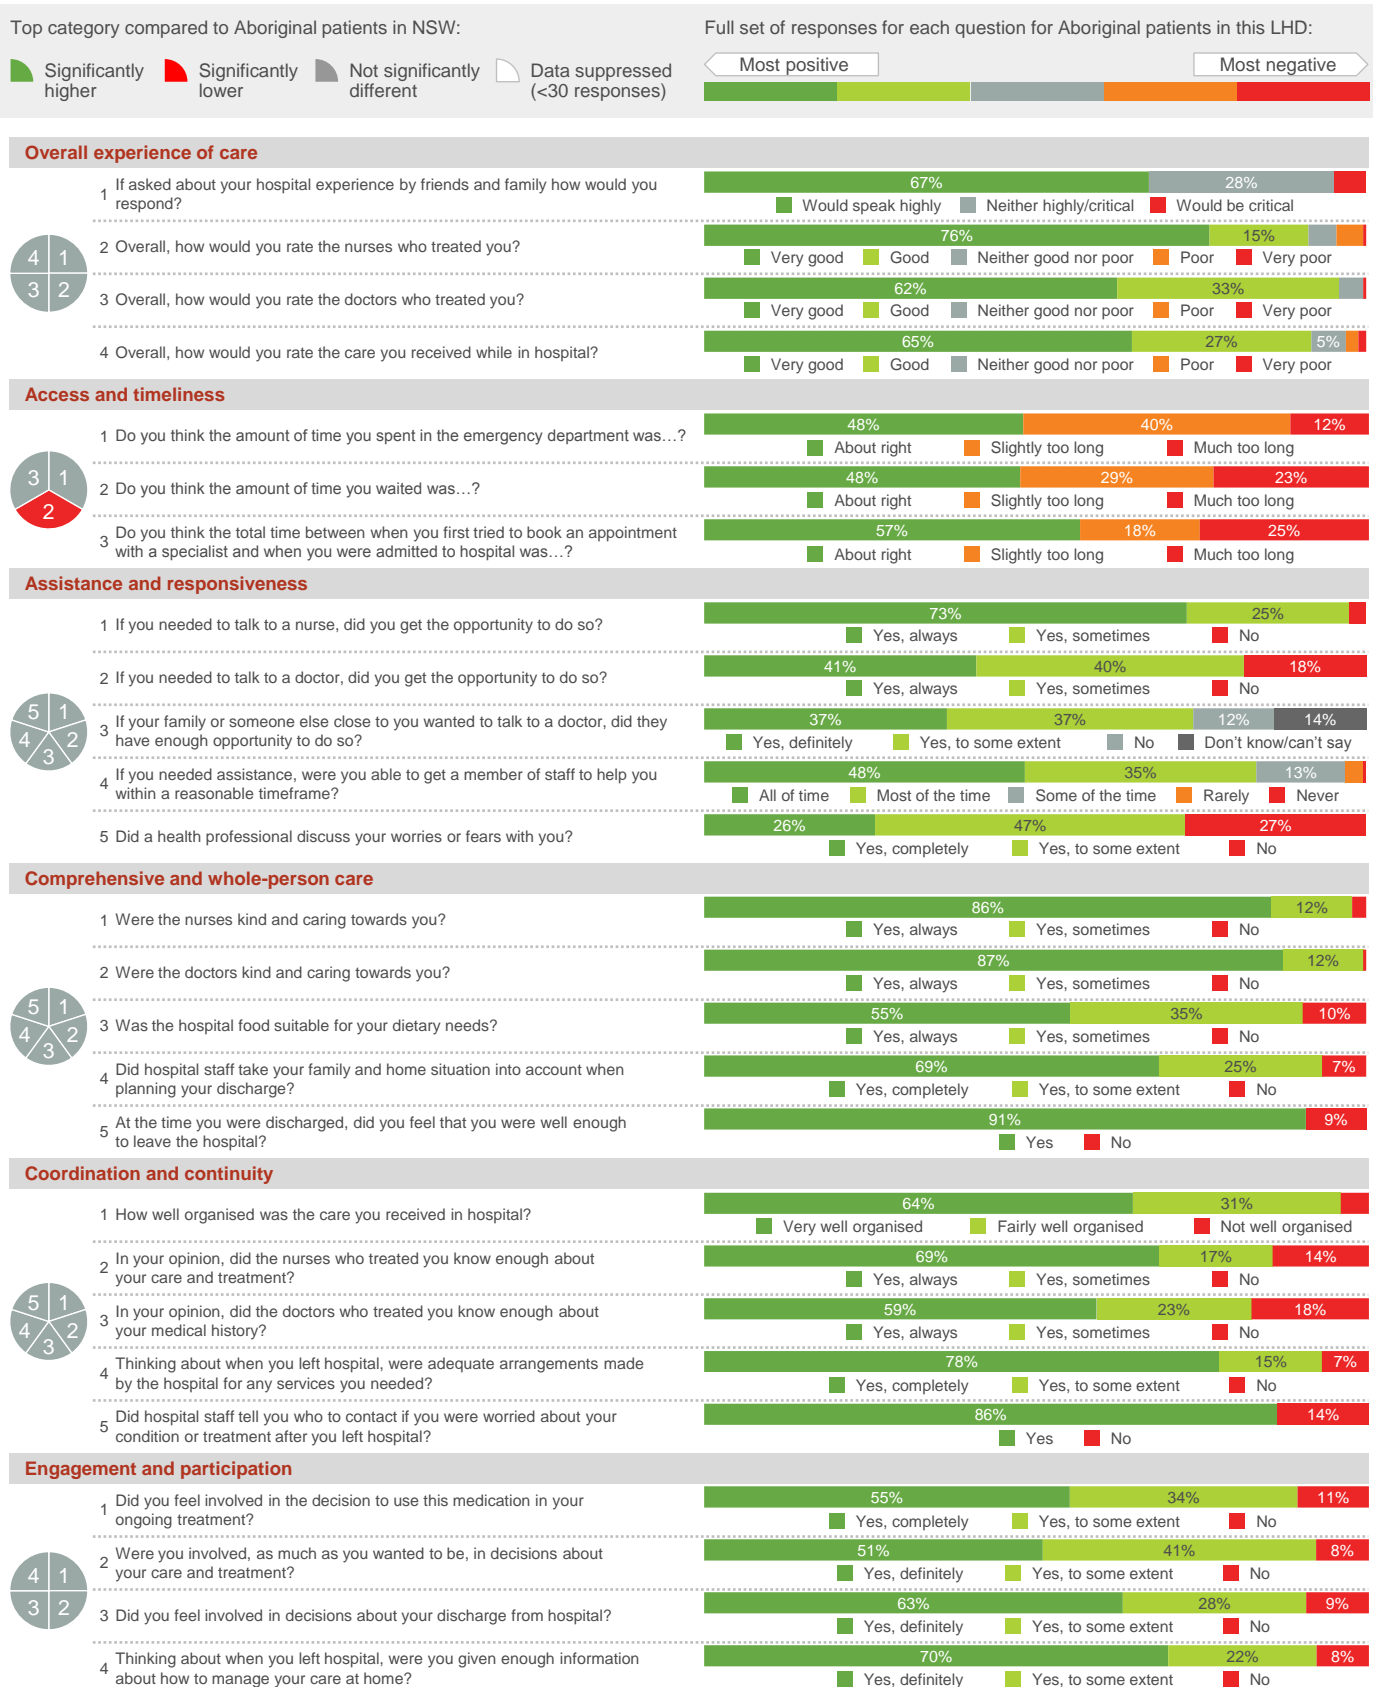 Top category compared to Aboriginal patients in NSW:
Significantly higher
Significantly lower
Not significantly different
Data suppressed (<30 responses)
Full set of responses for each question for Aboriginal patients in this LHD:
Most positive
Most negative
Overall experience of care
4 1
3 2
1 If asked about your hospital experience by friends and family how would you
respond?
67% 28%
Would speak highly Neither highly/critical Would be critical
2 Overall, how would you rate the nurses who treated you?
76% 15%
Very good Good Neither good nor poor Poor Very poor
3 Overall, how would you rate the doctors who treated you?
62% 33%
Very good Good Neither good nor poor Poor Very poor
4 Overall, how would you rate the care you received while in hospital?
65% 27% 5%
Very good Good Neither good nor poor Poor Very poor
Access and timeliness
3 1
2
1 Do you think the amount of time you spent in the emergency department was…?
48% 40% 12%
About right Slightly too long Much too long
2 Do you think the amount of time you waited was…?
48% 29% 23%
About right Slightly too long Much too long
3 Do you think the total time between when you first tried to book an appointment
with a specialist and when you were admitted to hospital was…?
57% 18% 25%
About right Slightly too long Much too long
Assistance and responsiveness
5 1
4 2
3
1 If you needed to talk to a nurse, did you get the opportunity to do so?
73% 25%
Yes, always Yes, sometimes No
2 If you needed to talk to a doctor, did you get the opportunity to do so?
41% 40% 18%
Yes, always Yes, sometimes No
3 If your family or someone else close to you wanted to talk to a doctor, did they
have enough opportunity to do so?
37% 37% 12% 14%
Yes, definitely Yes, to some extent No Don't know/can't say
4 If you needed assistance, were you able to get a member of staff to help you
within a reasonable timeframe?
48% 35% 13%
All of time Most of the time Some of the time Rarely Never
5 Did a health professional discuss your worries or fears with you?
26% 47% 27%
Yes, completely Yes, to some extent No
Comprehensive and whole-person care
5 1
4 2
3
1 Were the nurses kind and caring towards you?
86% 12%
Yes, always Yes, sometimes No
2 Were the doctors kind and caring towards you?
87% 12%
Yes, always Yes, sometimes No
3 Was the hospital food suitable for your dietary needs?
55% 35% 10%
Yes, always Yes, sometimes No
4 Did hospital staff take your family and home situation into account when
planning your discharge?
69% 25% 7%
Yes, completely Yes, to some extent No
5 At the time you were discharged, did you feel that you were well enough
to leave the hospital?
91% 9%
Yes No
Coordination and continuity
5 1
4 2
3
1 How well organised was the care you received in hospital?
64% 31%
Very well organised Fairly well organised Not well organised
2 In your opinion, did the nurses who treated you know enough about
your care and treatment?
69% 17% 14%
Yes, always Yes, sometimes No
3 In your opinion, did the doctors who treated you know enough about
your medical history?
59% 23% 18%
Yes, always Yes, sometimes No
4 Thinking about when you left hospital, were adequate arrangements made
by the hospital for any services you needed?
78% 15% 7%
Yes, completely Yes, to some extent No
5 Did hospital staff tell you who to contact if you were worried about your
condition or treatment after you left hospital?
86% 14%
Yes No
Engagement and participation
4 1
3 2
1 Did you feel involved in the decision to use this medication in your
ongoing treatment?
55% 34% 11%
Yes, completely Yes, to some extent No
2 Were you involved, as much as you wanted to be, in decisions about
your care and treatment?
51% 41% 8%
Yes, definitely Yes, to some extent No
3 Did you feel involved in decisions about your discharge from hospital?
63% 28% 9%
Yes, definitely Yes, to some extent No
4 Thinking about when you left hospital, were you given enough information
about how to manage your care at home?
70% 22% 8%
Yes, definitely Yes, to some extent No